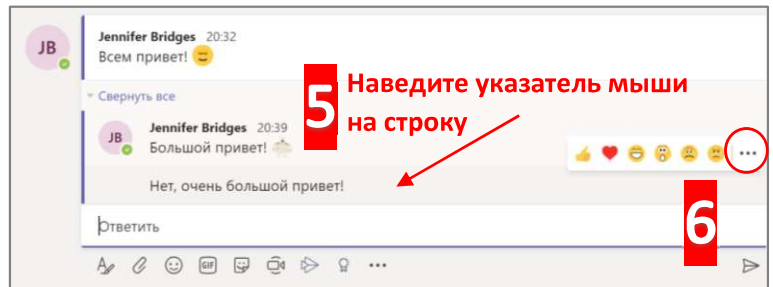 JB
Jennifer Bridges 20:32
Всем привет!
Свернуть все
5
Наведите указатель мыши
на строку
JB
Jennifer Bridges 20:39
Большой привет!
Нет, очень большой привет!
6
Ответить
GIF